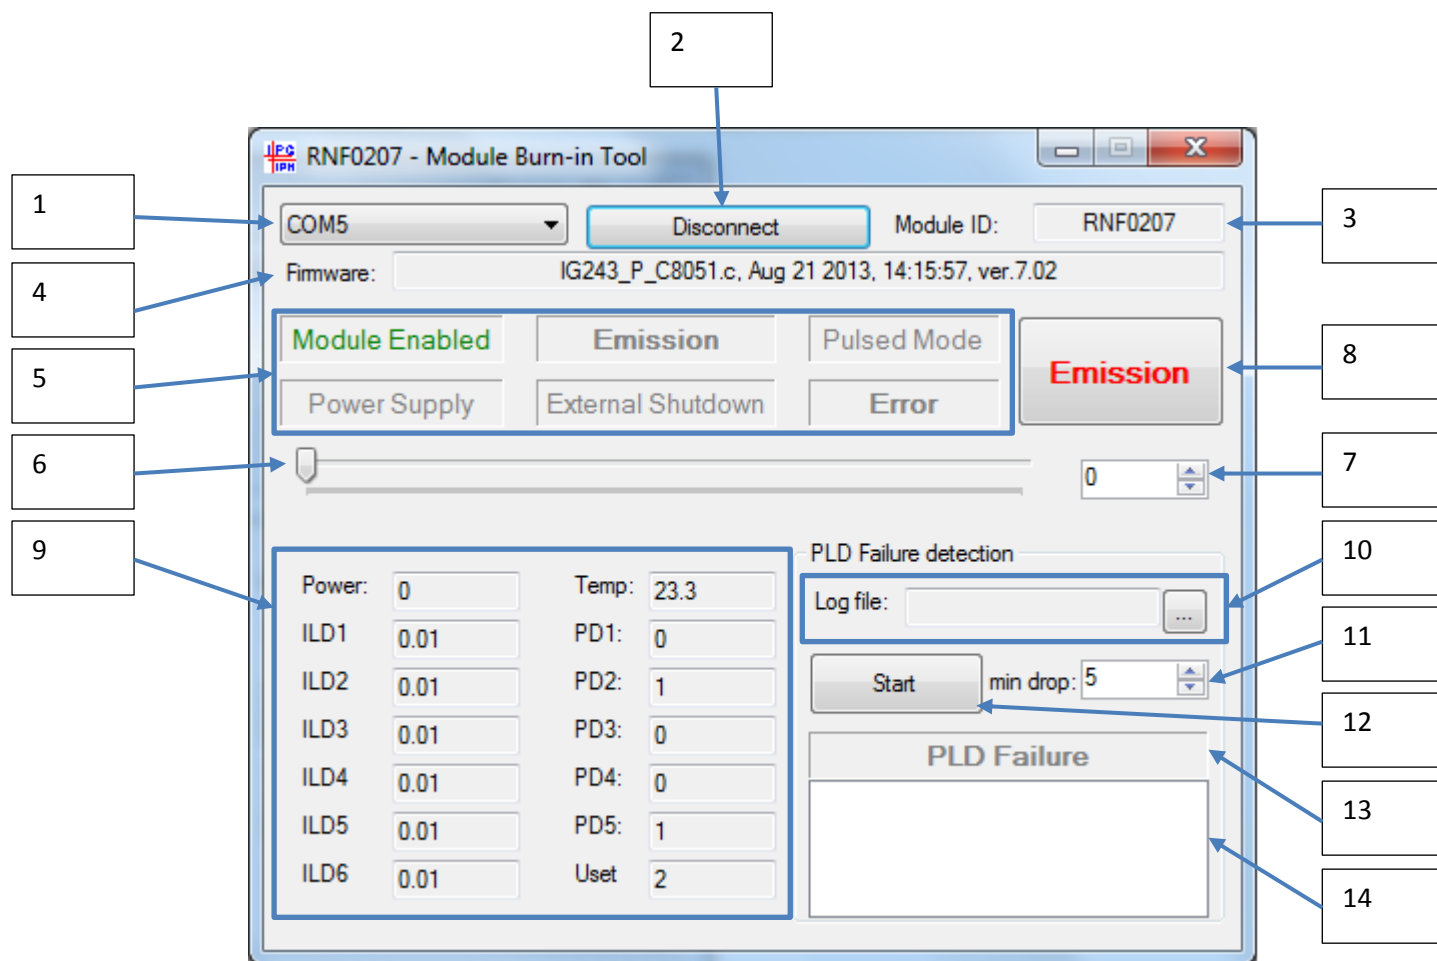 2
IPG
IPM
RNF0207 - Module Burn-in Tool
1
COM5
Disconnect
Module ID:
RNF0207
3
4
Firmware:
IG243_P_C8051.c, Aug 21 2013, 14:15:57, ver.7.02
5
Module Enabled
Emission
Pulsed Mode
Emission
8
Power Supply
External Shutdown
Error
6
0
7
9
PLD Failure detection
10
Power:
0
Temp:
23.3
Log file:
...
ILD1
0.01
PD1:
0
11
ILD2
0.01
PD2:
1
Start
min drop:
5
12
ILD3
0.01
PD3:
0
PLD Failure
13
ILD4
0.01
PD4:
0
ILD5
0.01
PD5:
1
ILD6
0.01
Uset
2
14